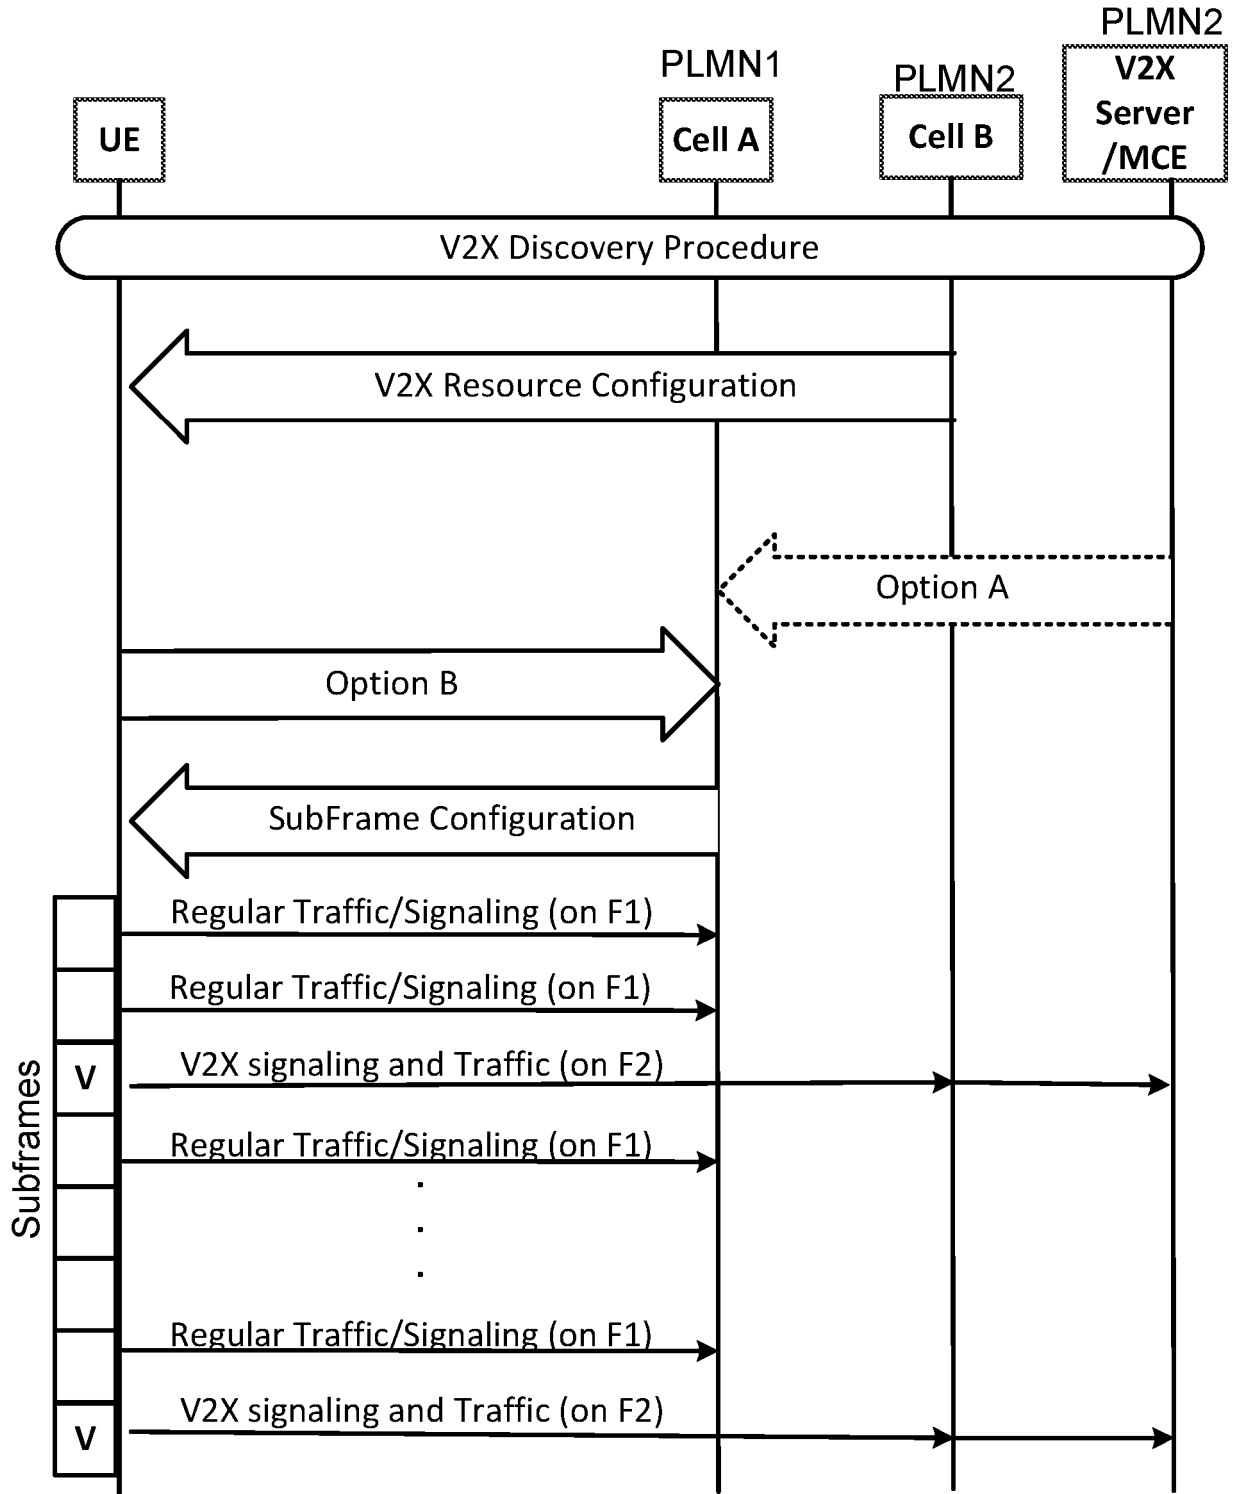 PLMN2
PLMN1
PLMN2
UE
Cell A
Cell B
V2X
Server
/MCE
V2X Discovery Procedure
V2X Resource Configuration
Option A
Option B
SubFrame Configuration
Regular Traffic/Signaling (on F1)
Regular Traffic/Signaling (on F1)
V
V2X signaling and Traffic (on F2)
Regular Traffic/Signaling (on F1)
Subframes
Regular Traffic/Signaling (on F1)
V2X signaling and Traffic (on F2)
V